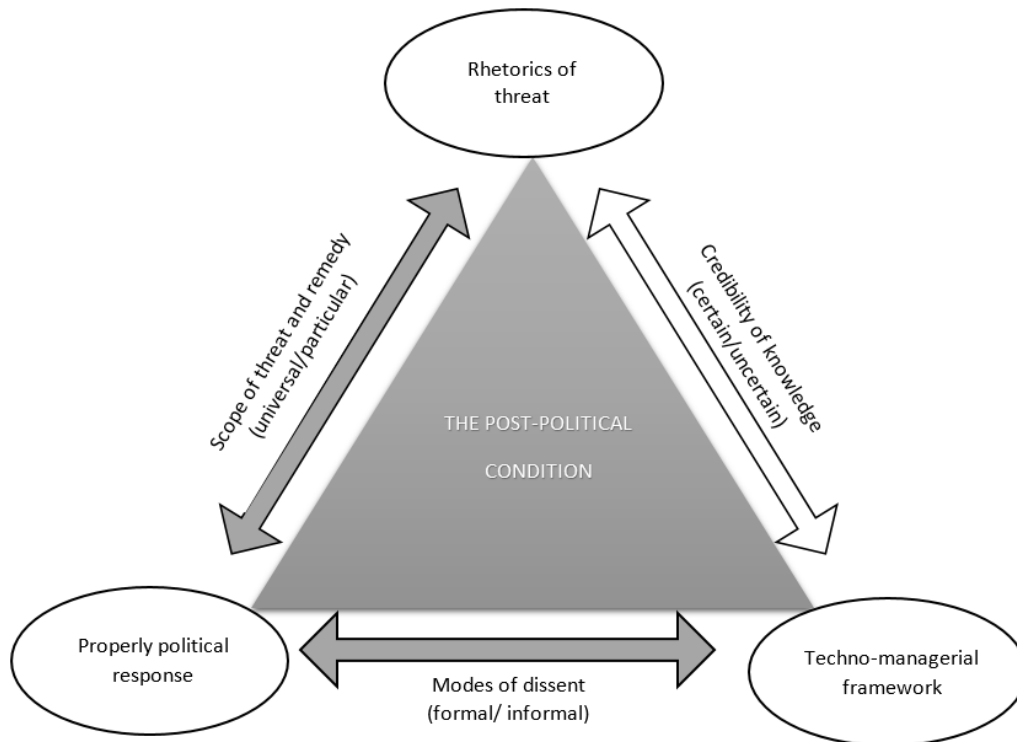 Rhetorics of
threat
Scope of threat and remedy
(universal/particular)
Credibility of knowledge
(certain/uncertain)
THE POST-POLITICAL
CONDITION
Properly political
response
Modes of dissent
(formal/ informal)
Techno-managerial
framework